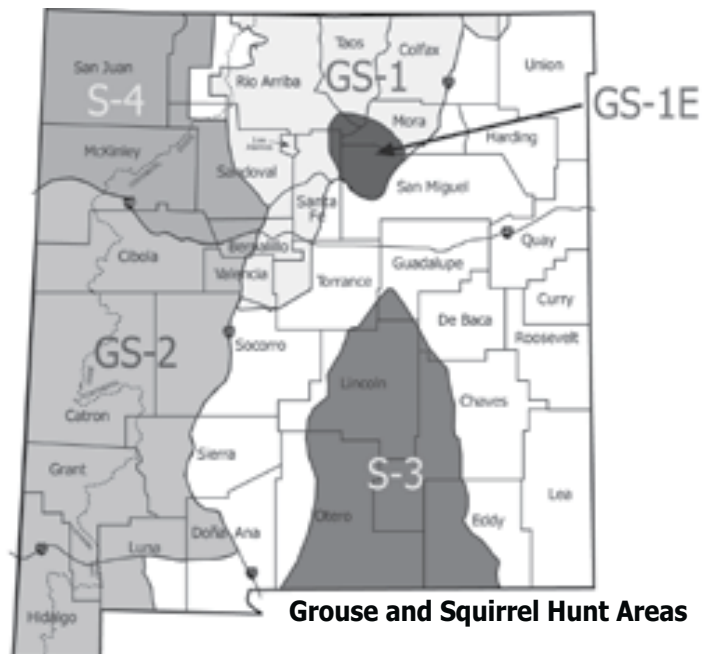 Taos
Colfax
Union
San Juan
Rio Arriba
GS-1
S-4
GS-1E
Mora
Harding
McKinley
Sandoval
San Miguel
Santa
Fe
Bernalillo
Quay
Cibola
Guadalupe
Valencia
Torrance
Curry
De Baca
Roosevelt
GS-2
Socorro
Lincoln
Chaves
Catron
Sierra
Grant
S-3
Lea
Otero
Eddy
Doña Ana
Luna
Hidalgo
Grouse and Squirrel Hunt Areas